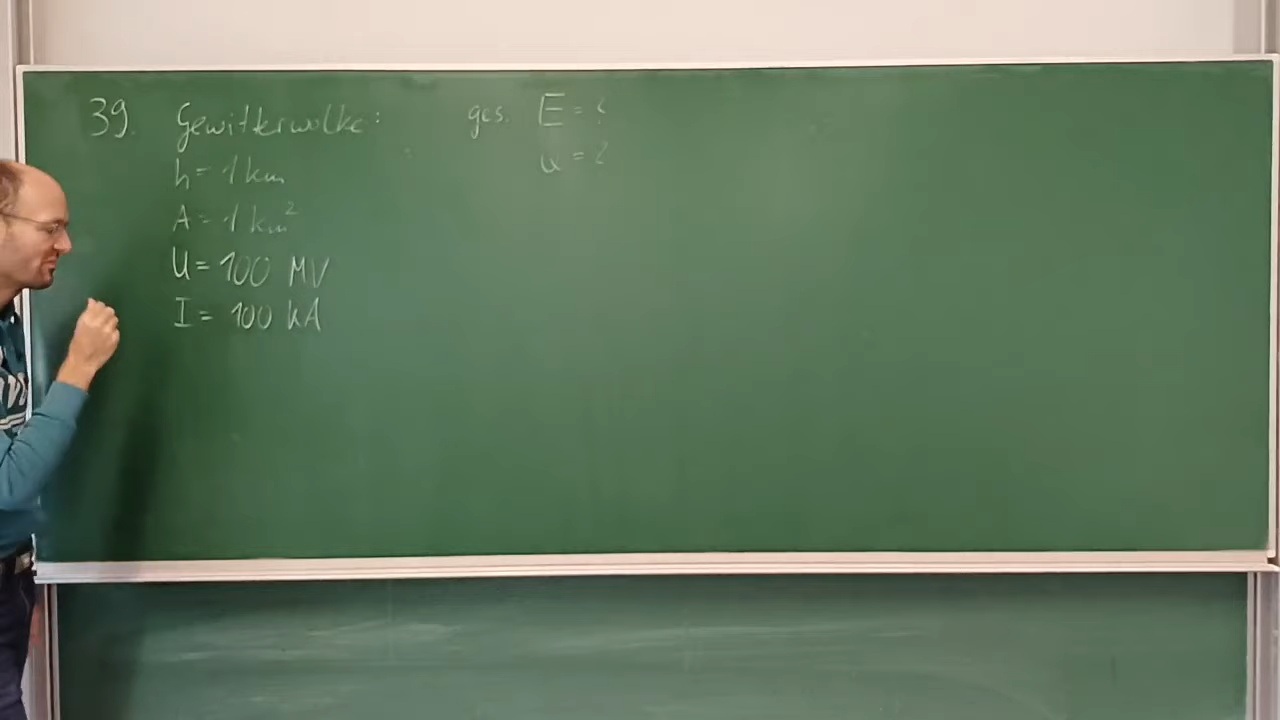 39. Gewitterwolke: ges. E = ?
h = 1 km u = ?
A = 1 km²
U = 100 MV
I = 100 kA